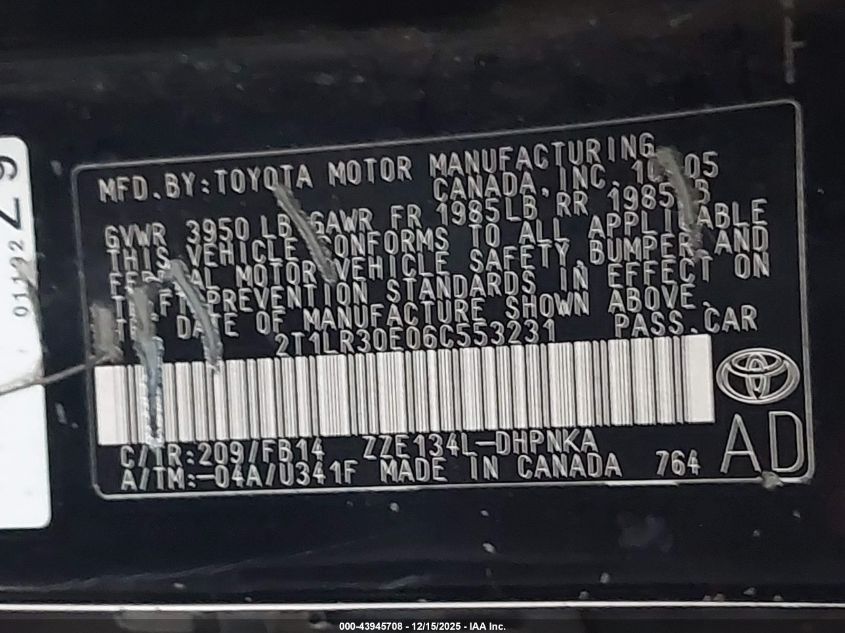 MFD.BY:TOYOTA MOTOR MANUFACTURING
CANADA, INC.
GVWR 3950 LB GAWR FR 1985LB RR 1985LB
THIS VEHICLE CONFORMS TO ALL APPLICABLE
FEDERAL MOTOR VEHICLE SAFETY, BUMPER AND
THEFT PREVENTION STANDARDS IN EFFECT ON
THE DATE OF MANUFACTURE SHOWN ABOVE.
2T1LR30E06C553231 PASS.CAR
C/TR:209/FB14 ZZE134L-DHPNKA
A/TM:-04A/U341F MADE IN CANADA 764
AD
000-43945708 - 12/15/2025 - IAA Inc.